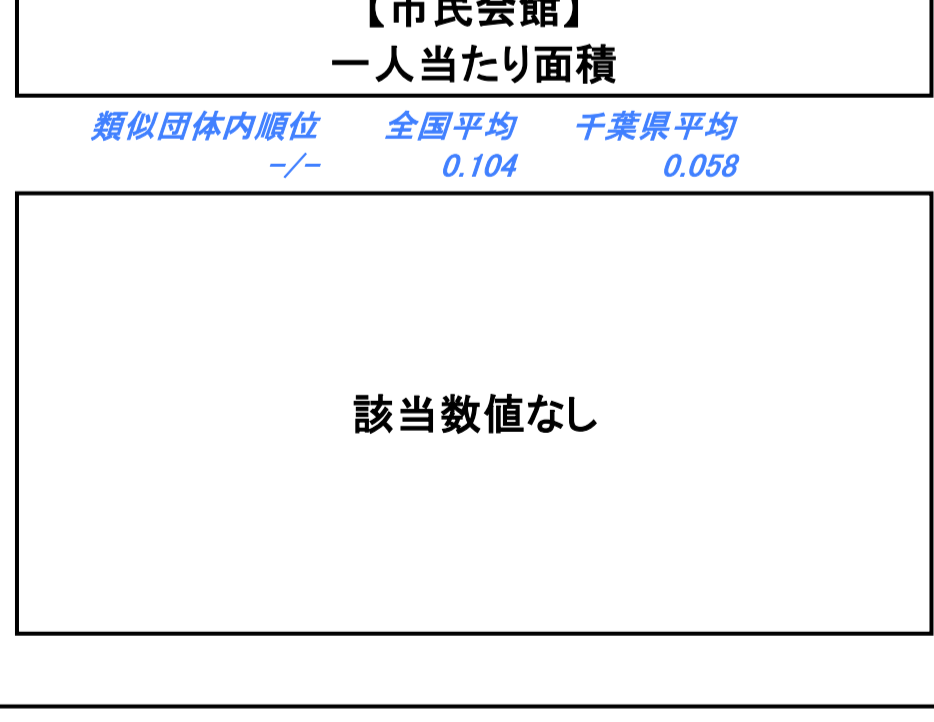 【市民会館】
一人当たり面積
類似団体内順位 全国平均 千葉県平均
-/- 0.104 0.058
該当数値なし